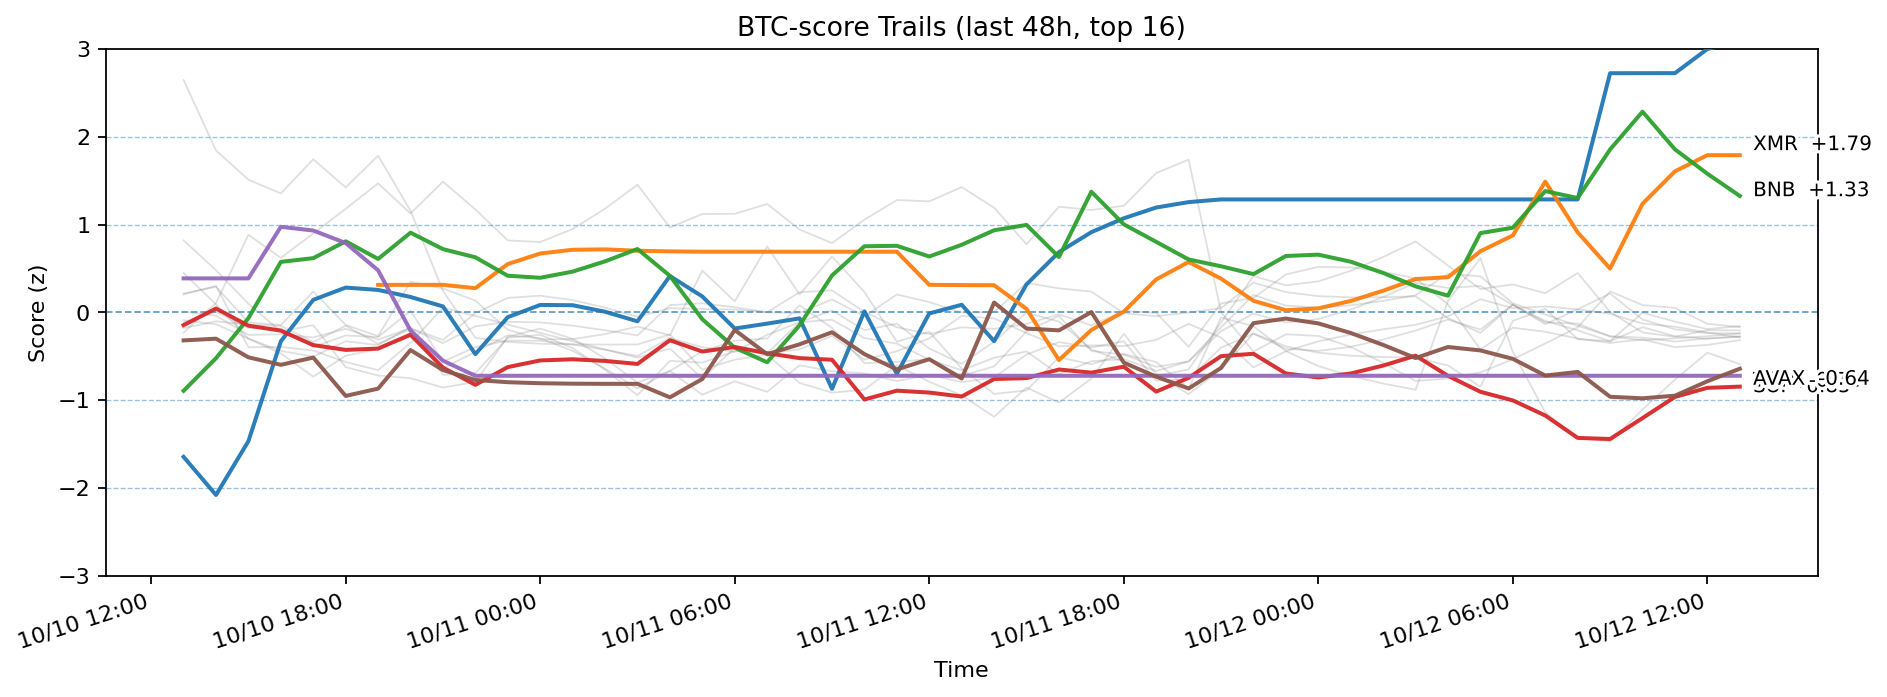 BTC-score Trails (last 48h, top 16)
Score (z)
3
2
1
0
−1
−2
−3
XMR +1.79
BNB +1.33
AVAX -0.64
10/10 12:00
10/10 18:00
10/11 00:00
10/11 06:00
10/11 12:00
10/11 18:00
10/12 00:00
10/12 06:00
10/12 12:00
Time